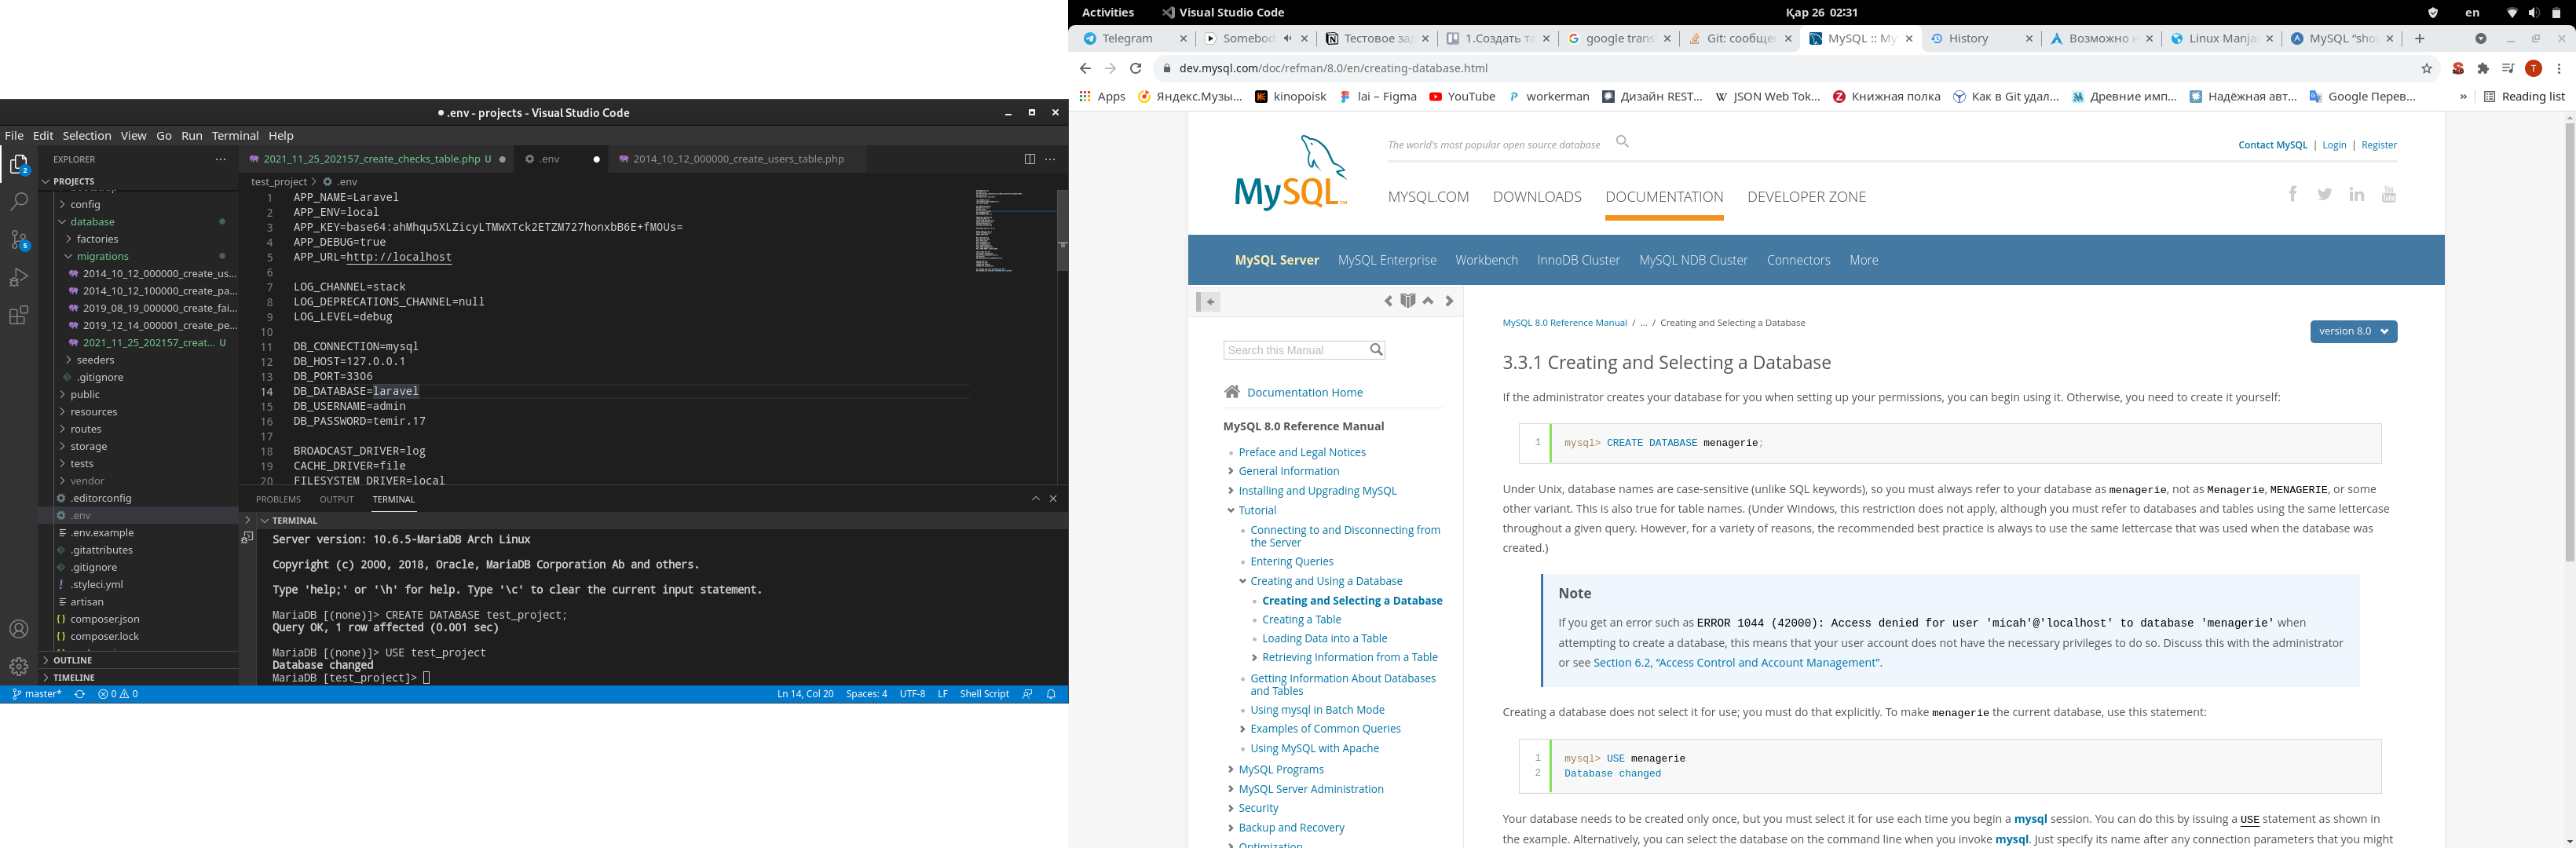 .env - projects - Visual Studio Code
File Edit Selection View Go Run Terminal Help
EXPLORER
PROJECTS
config
database
factories
migrations
2014_10_12_000000_create_us...
2014_10_12_100000_create_pa...
2019_08_19_000000_create_fai...
2019_12_14_000001_create_pe...
2021_11_25_202157_creat... U
seeders
.gitignore
public
resources
routes
storage
tests
vendor
.editorconfig
.env
.env.example
.gitattributes
.gitignore
.styleci.yml
artisan
composer.json
composer.lock
OUTLINE
TIMELINE
2021_11_25_202157_create_checks_table.php U
.env
2014_10_12_000000_create_users_table.php
test_project > .env
1 APP_NAME=Laravel
2 APP_ENV=local
3 APP_KEY=base64:ahMhqu5XLZicyLTMWXTck2ETZM727honxbB6E+fM0Us=
4 APP_DEBUG=true
5 APP_URL=http://localhost
6
7 LOG_CHANNEL=stack
8 LOG_DEPRECATIONS_CHANNEL=null
9 LOG_LEVEL=debug
10
11 DB_CONNECTION=mysql
12 DB_HOST=127.0.0.1
13 DB_PORT=3306
14 DB_DATABASE=laravel
15 DB_USERNAME=admin
16 DB_PASSWORD=temir.17
17
18 BROADCAST_DRIVER=log
19 CACHE_DRIVER=file
20 FILESYSTEM_DRIVER=local
PROBLEMS OUTPUT TERMINAL
TERMINAL
Server version: 10.6.5-MariaDB Arch Linux
Copyright (c) 2000, 2018, Oracle, MariaDB Corporation Ab and others.
Type 'help;' or '\h' for help. Type '\c' to clear the current input statement.
MariaDB [(none)]> CREATE DATABASE test_project;
Query OK, 1 row affected (0.001 sec)
MariaDB [(none)]> USE test_project
Database changed
MariaDB [test_project]>
master* 0 0 Ln 14, Col 20 Spaces: 4 UTF-8 LF Shell Script
Activities Visual Studio Code Қар 26 02:31 en
Telegram
Somebod
Тестовое за
1.Создать та
google trans
Git: сообще
MySQL :: My
History
Возможно н
Linux Manja
MySQL "sho
dev.mysql.com/doc/refman/8.0/en/creating-database.html
T
Apps Яндекс.Музы... kinopoisk lai – Figma YouTube workerman Дизайн REST... JSON Web Tok... Книжная полка Как в Git удал... Древние имп... Надёжная авт... Google Перев... » Reading list
MySQL™
The world's most popular open source database
Contact MySQL | Login | Register
MYSQL.COM DOWNLOADS DOCUMENTATION DEVELOPER ZONE
MySQL Server MySQL Enterprise Workbench InnoDB Cluster MySQL NDB Cluster Connectors More
Search this Manual
Documentation Home
MySQL 8.0 Reference Manual
Preface and Legal Notices
General Information
Installing and Upgrading MySQL
Tutorial
Connecting to and Disconnecting from
the Server
Entering Queries
Creating and Using a Database
Creating and Selecting a Database
Creating a Table
Loading Data into a Table
Retrieving Information from a Table
Getting Information About Databases
and Tables
Using mysql in Batch Mode
Examples of Common Queries
Using MySQL with Apache
MySQL Programs
MySQL Server Administration
Security
Backup and Recovery
Optimization
MySQL 8.0 Reference Manual / ... / Creating and Selecting a Database
version 8.0
3.3.1 Creating and Selecting a Database
If the administrator creates your database for you when setting up your permissions, you can begin using it. Otherwise, you need to create it yourself:
1 mysql> CREATE DATABASE menagerie;
Under Unix, database names are case-sensitive (unlike SQL keywords), so you must always refer to your database as menagerie, not as Menagerie, MENAGERIE, or some
other variant. This is also true for table names. (Under Windows, this restriction does not apply, although you must refer to databases and tables using the same lettercase
throughout a given query. However, for a variety of reasons, the recommended best practice is always to use the same lettercase that was used when the database was
created.)
Note
If you get an error such as ERROR 1044 (42000): Access denied for user 'micah'@'localhost' to database 'menagerie' when
attempting to create a database, this means that your user account does not have the necessary privileges to do so. Discuss this with the administrator
or see Section 6.2, “Access Control and Account Management”.
Creating a database does not select it for use; you must do that explicitly. To make menagerie the current database, use this statement:
1 mysql> USE menagerie
2 Database changed
Your database needs to be created only once, but you must select it for use each time you begin a mysql session. You can do this by issuing a USE statement as shown in
the example. Alternatively, you can select the database on the command line when you invoke mysql. Just specify its name after any connection parameters that you might